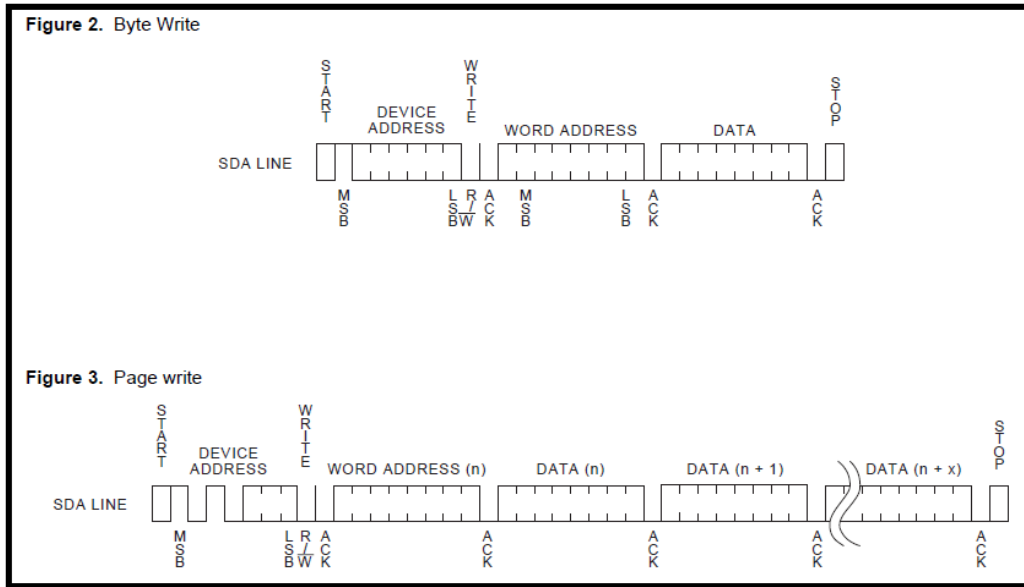 Figure 2. Byte Write
START
WRITE
STOP
DEVICE
ADDRESS
WORD ADDRESS
DATA
SDA LINE
MSB
LSB
R/W
ACK
MSB
LSB
ACK
ACK
Figure 3. Page write
START
WRITE
STOP
DEVICE
ADDRESS
WORD ADDRESS (n)
DATA (n)
DATA (n + 1)
DATA (n + x)
SDA LINE
MSB
LSB
R/W
ACK
ACK
ACK
ACK
ACK